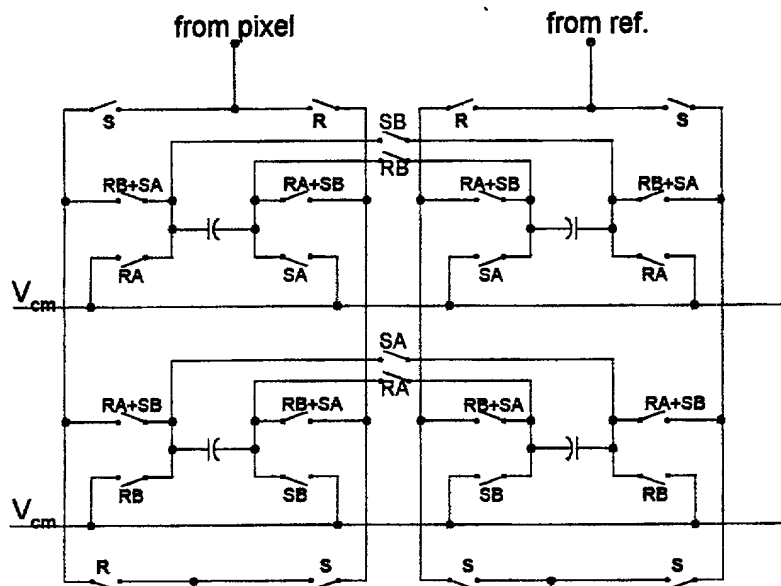 from pixel from ref.
S R R S
SB
RB
RB+SA RA+SB RA+SB RB+SA
RA SA SA RA
Vcm
SA
RA
RA+SB RB+SA RB+SA RA+SB
RB SB SB RB
Vcm
R S S S